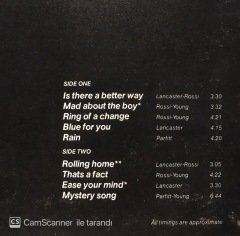 SIDE ONE
Is there a better way Lancaster-Rossi 3.30
Mad about the boy* Rossi-Young 3.32
Ring of a change Rossi-Young 4.21
Blue for you Lancaster 4.15
Rain Parfitt 4.20
SIDE TWO
Rolling home** Lancaster-Rossi 3.05
Thats a fact Rossi-Young 4.22
Ease your mind* Lancaster 3.30
Mystery song Parfitt-Young 6.44
All timings are approximate
CS CamScanner ile tarandı